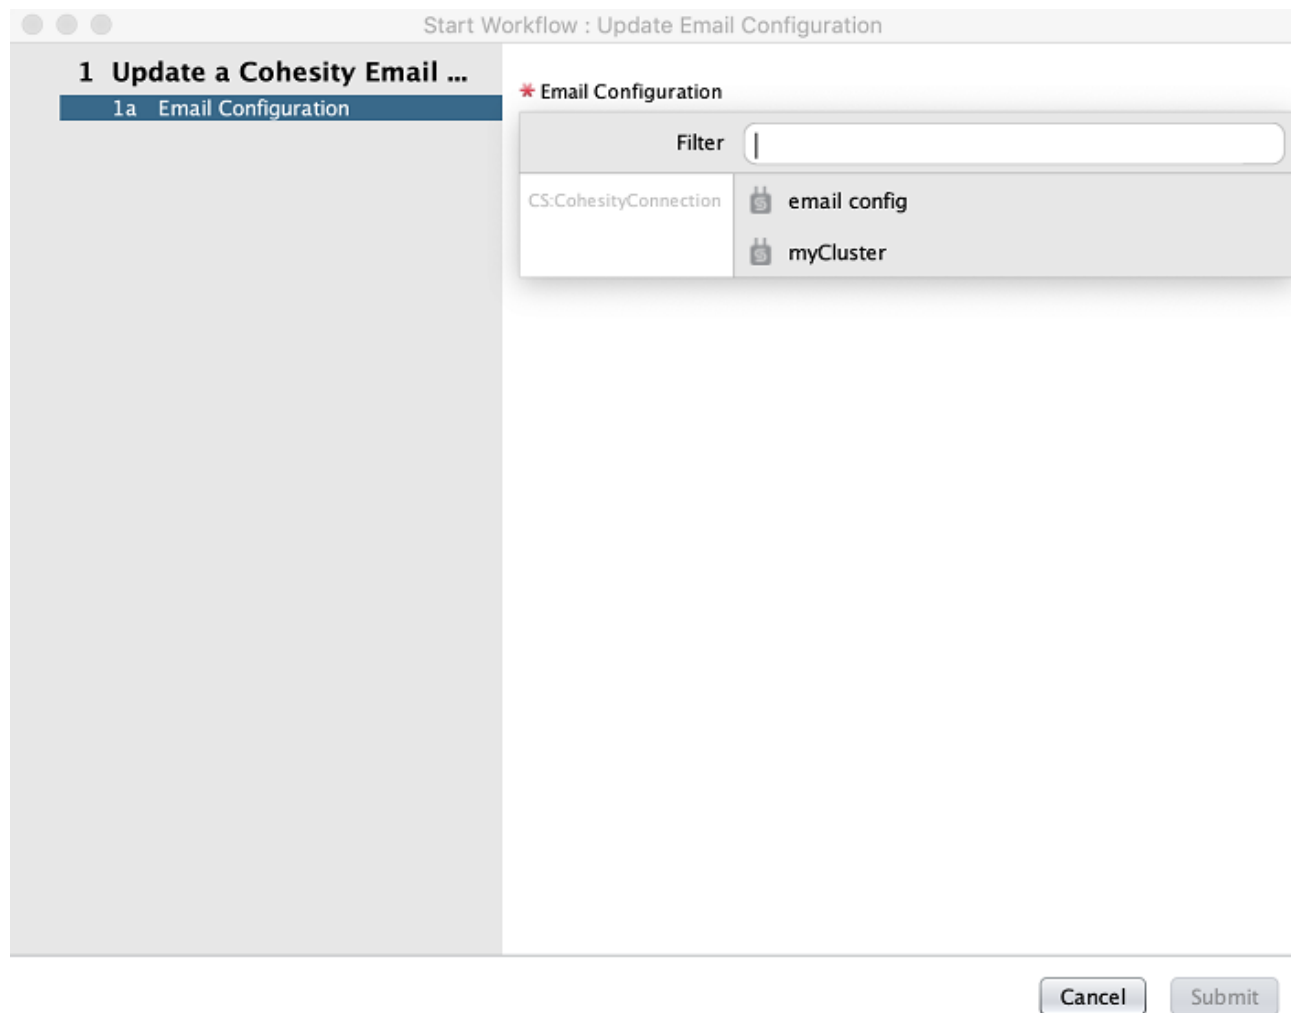 Start Workflow : Update Email Configuration
1 Update a Cohesity Email ...
1a Email Configuration
* Email Configuration
Filter
CS:CohesityConnection
email config
myCluster
Cancel
Submit